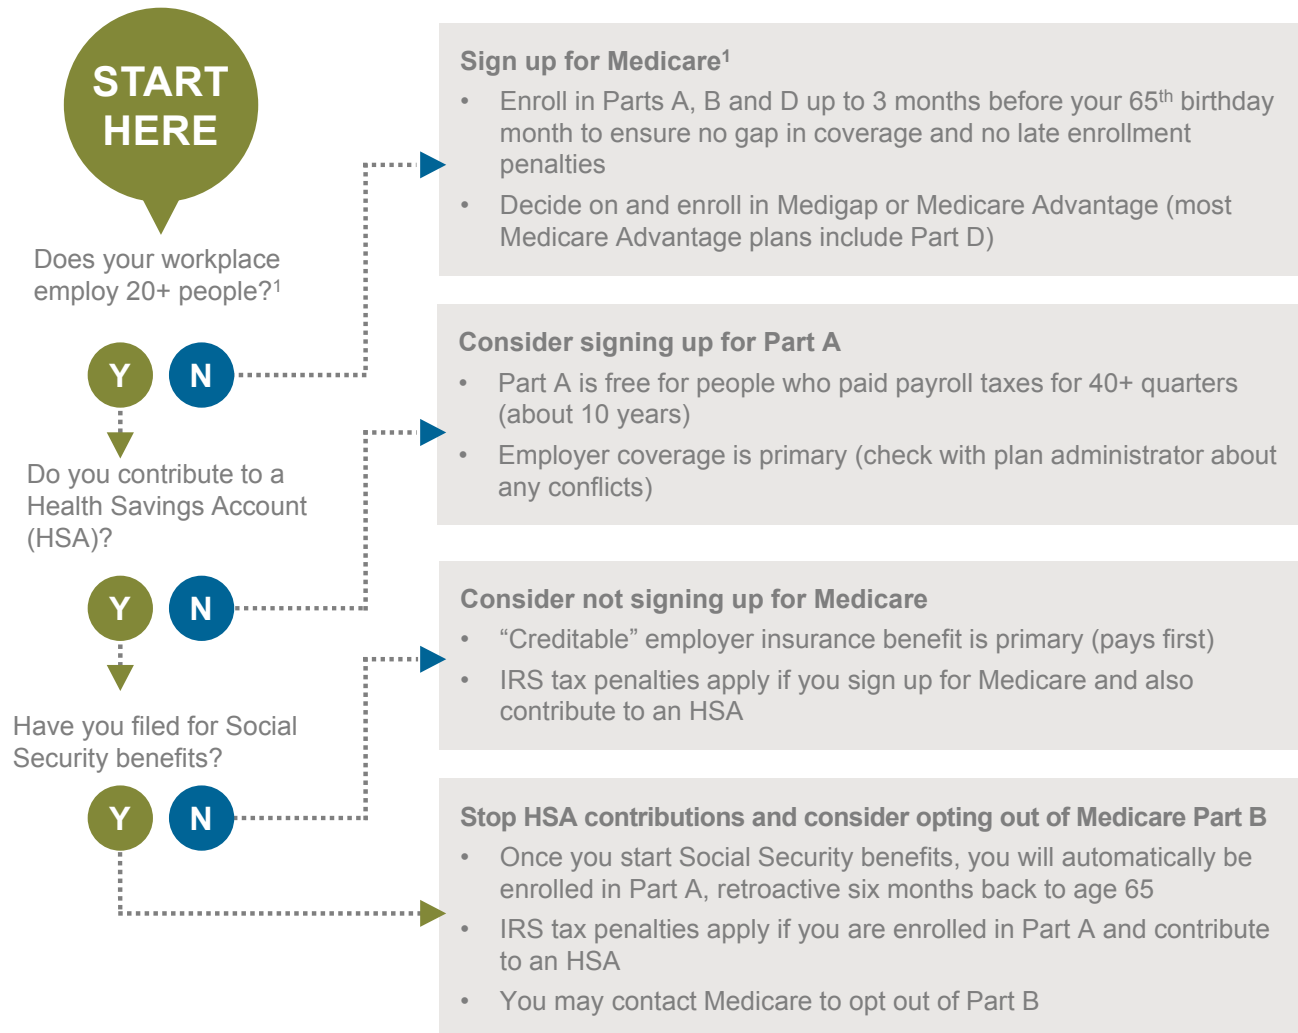 START
HERE
Does your workplace
employ 20+ people?¹
Y N
Do you contribute to a
Health Savings Account
(HSA)?
Y N
Have you filed for Social
Security benefits?
Y N
Sign up for Medicare¹
• Enroll in Parts A, B and D up to 3 months before your 65th birthday
month to ensure no gap in coverage and no late enrollment
penalties
• Decide on and enroll in Medigap or Medicare Advantage (most
Medicare Advantage plans include Part D)
Consider signing up for Part A
• Part A is free for people who paid payroll taxes for 40+ quarters
(about 10 years)
• Employer coverage is primary (check with plan administrator about
any conflicts)
Consider not signing up for Medicare
• “Creditable” employer insurance benefit is primary (pays first)
• IRS tax penalties apply if you sign up for Medicare and also
contribute to an HSA
Stop HSA contributions and consider opting out of Medicare Part B
• Once you start Social Security benefits, you will automatically be
enrolled in Part A, retroactive six months back to age 65
• IRS tax penalties apply if you are enrolled in Part A and contribute
to an HSA
• You may contact Medicare to opt out of Part B